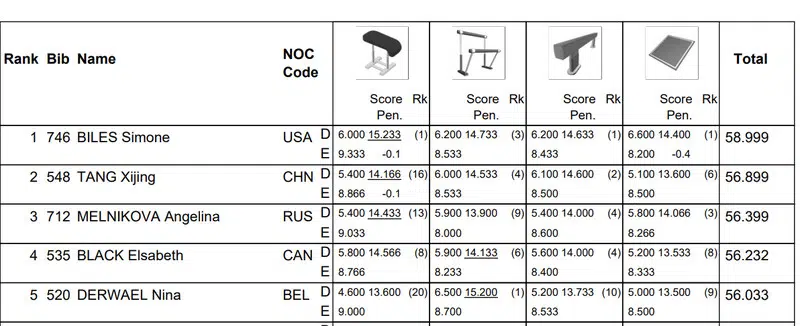 Rank Bib Name NOC Code Total
Score Rk Score Rk Score Rk Score Rk
Pen. Pen. Pen. Pen.
1 746 BILES Simone USA D 6.000 15.233 (1) 6.200 14.733 (3) 6.200 14.633 (1) 6.600 14.400 (1) 58.999
E 9.333 -0.1 8.533 8.433 8.200 -0.4
2 548 TANG Xijing CHN D 5.400 14.166 (16) 6.000 14.533 (4) 6.100 14.600 (2) 5.100 13.600 (6) 56.899
E 8.866 -0.1 8.533 8.500 8.500
3 712 MELNIKOVA Angelina RUS D 5.400 14.433 (13) 5.900 13.900 (9) 5.400 14.000 (4) 5.800 14.066 (3) 56.399
E 9.033 8.000 8.600 8.266
4 535 BLACK Elsabeth CAN D 5.800 14.566 (8) 5.900 14.133 (6) 5.600 14.000 (4) 5.200 13.533 (8) 56.232
E 8.766 8.233 8.400 8.333
5 520 DERWAEL Nina BEL D 4.600 13.600 (20) 6.500 15.200 (1) 5.200 13.733 (10) 5.000 13.500 (9) 56.033
E 9.000 8.700 8.533 8.500